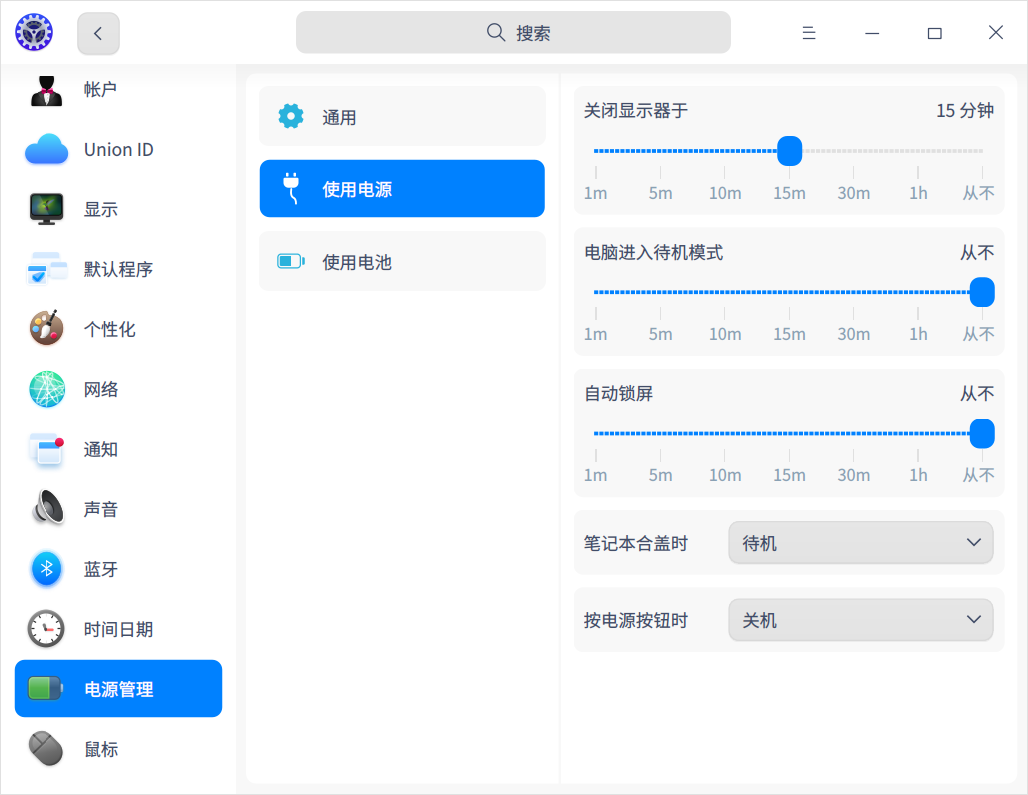 搜索
帐户
Union ID
显示
默认程序
个性化
网络
通知
声音
蓝牙
时间日期
电源管理
鼠标
通用
使用电源
使用电池
关闭显示器于 15 分钟
1m 5m 10m 15m 30m 1h 从不
电脑进入待机模式 从不
1m 5m 10m 15m 30m 1h 从不
自动锁屏 从不
1m 5m 10m 15m 30m 1h 从不
笔记本合盖时 待机
按电源按钮时 关机